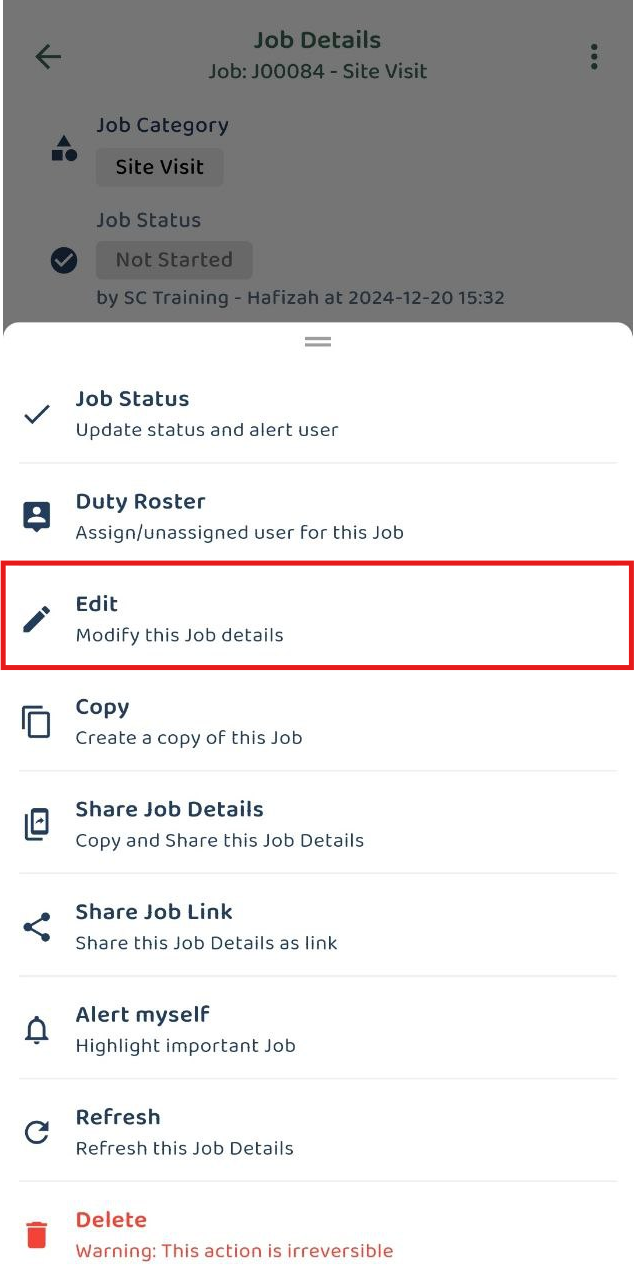 Job Details
Job: J00084 - Site Visit
Job Category
Site Visit
Job Status
Not Started
by SC Training - Hafizah at 2024-12-20 15:32
Job Status
Update status and alert user
Duty Roster
Assign/unassigned user for this Job
Edit
Modify this Job details
Copy
Create a copy of this Job
Share Job Details
Copy and Share this Job Details
Share Job Link
Share this Job Details as link
Alert myself
Highlight important Job
Refresh
Refresh this Job Details
Delete
Warning: This action is irreversible